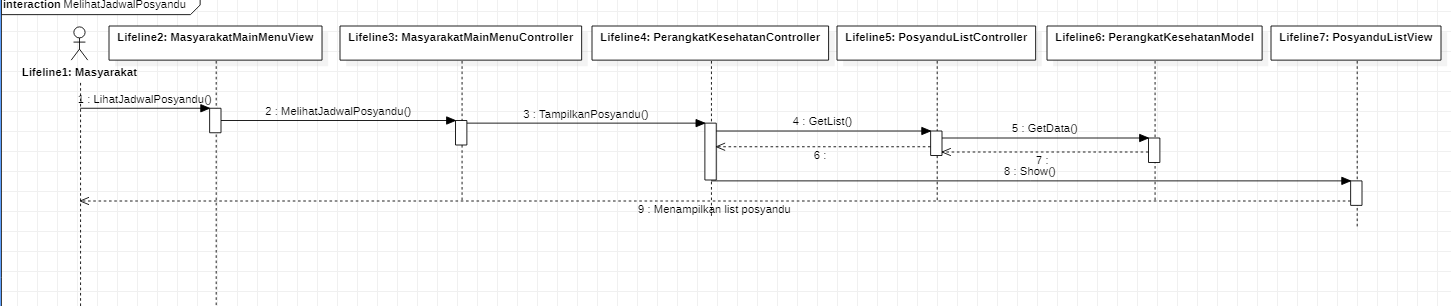 interaction MelihatJadwalPosyandu
Lifeline2: MasyarakatMainMenuView
Lifeline3: MasyarakatMainMenuController
Lifeline4: PerangkatKesehatanController
Lifeline5: PosyanduListController
Lifeline6: PerangkatKesehatanModel
Lifeline7: PosyanduListView
Lifeline1: Masyarakat
1 : LihatJadwalPosyandu()
2 : MelihatJadwalPosyandu()
3 : TampilkanPosyandu()
4 : GetList()
5 : GetData()
6 :
7 :
8 : Show()
9 : Menampilkan list posyandu